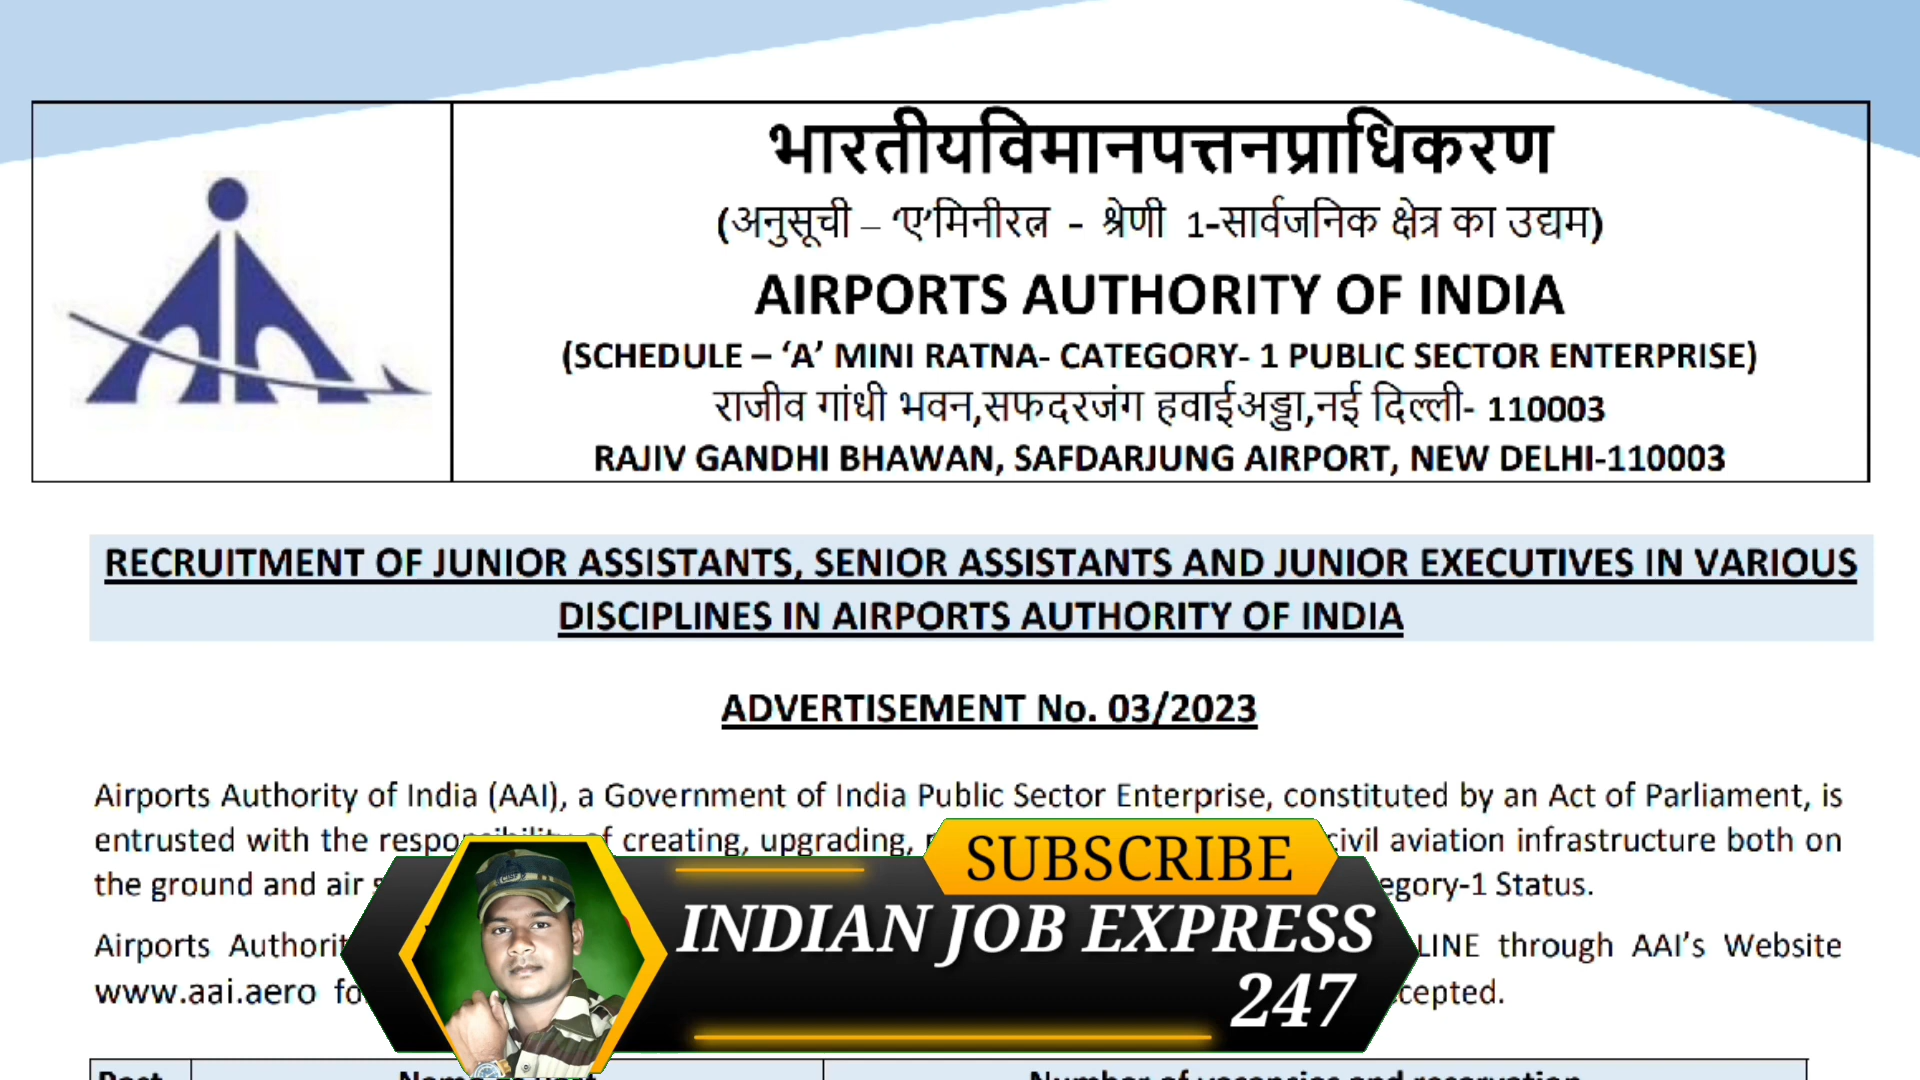 भारतीयविमानपत्तनप्राधिकरण
(अनुसूची – ‘ए’मिनीरत्न - श्रेणी 1-सार्वजनिक क्षेत्र का उद्यम)
AIRPORTS AUTHORITY OF INDIA
(SCHEDULE – ‘A’ MINI RATNA- CATEGORY- 1 PUBLIC SECTOR ENTERPRISE)
राजीव गांधी भवन,सफदरजंग हवाईअड्डा,नई दिल्ली- 110003
RAJIV GANDHI BHAWAN, SAFDARJUNG AIRPORT, NEW DELHI-110003
RECRUITMENT OF JUNIOR ASSISTANTS, SENIOR ASSISTANTS AND JUNIOR EXECUTIVES IN VARIOUS
DISCIPLINES IN AIRPORTS AUTHORITY OF INDIA
ADVERTISEMENT No. 03/2023
Airports Authority of India (AAI), a Government of India Public Sector Enterprise, constituted by an Act of Parliament, is
entrusted with the responsibility of creating, upgrading, civil aviation infrastructure both on
the ground and air Status.
Airports LINE through AAI’s Website
www.aai.aero
SUBSCRIBE
INDIAN JOB EXPRESS
247